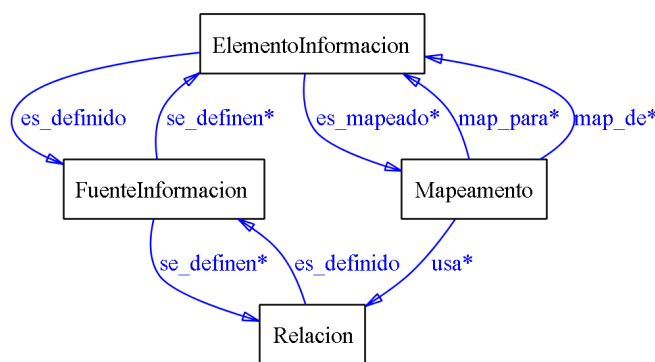 ElementoInformacion
es_definido
se_definen*
es_mapeado*
map_para*
map_de*
FuenteInformacion
Mapeamento
se_definen*
es_definido
usa*
Relacion